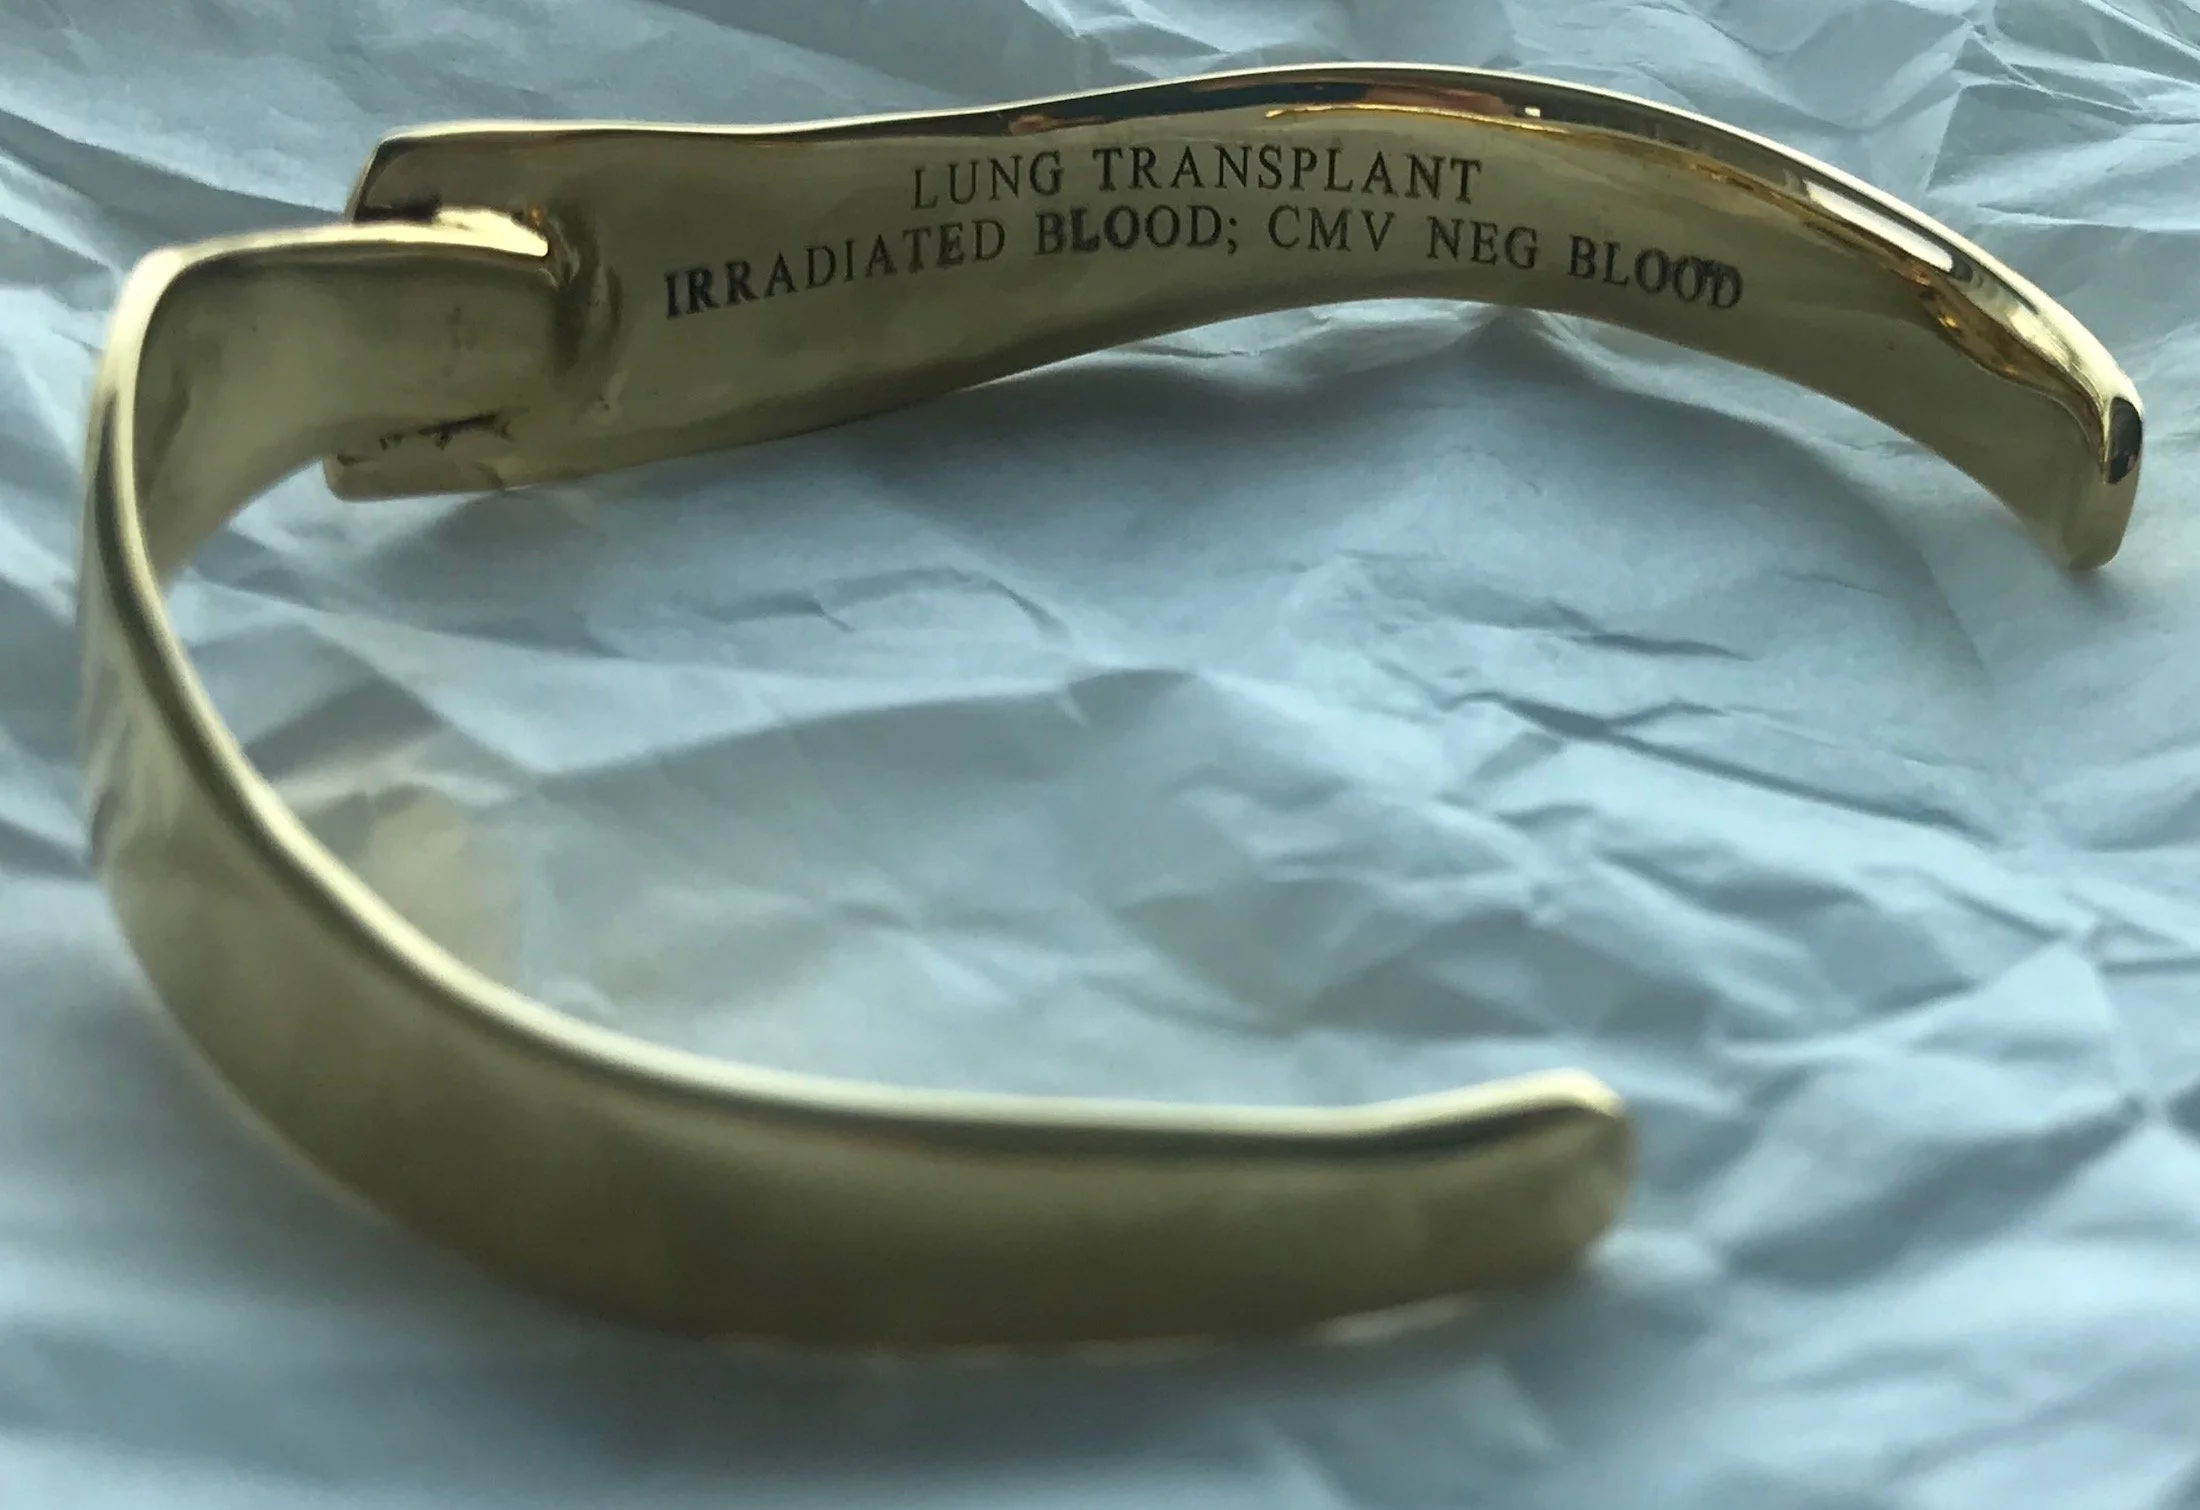 LUNG TRANSPLANT
IRRADIATED BLOOD; CMV NEG BLOOD